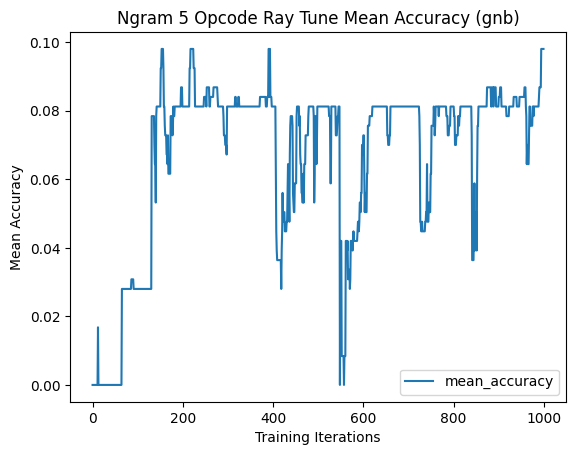 Ngram 5 Opcode Ray Tune Mean Accuracy (gnb)
0.10
0.08
0.06
0.04
0.02
0.00
Mean Accuracy
mean_accuracy
0 200 400 600 800 1000
Training Iterations